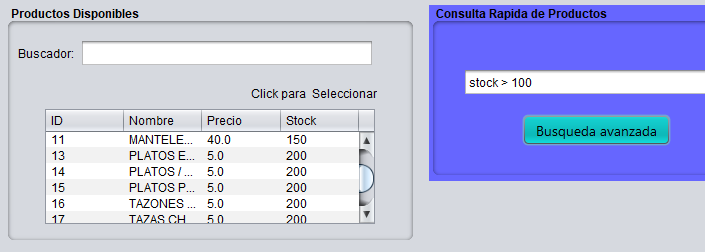 Productos Disponibles
Buscador:
Click para Seleccionar
ID Nombre Precio Stock
11 MANTELE... 40.0 150
13 PLATOS E... 5.0 200
14 PLATOS / ... 5.0 200
15 PLATOS P... 5.0 200
16 TAZONES ... 5.0 200
17 TAZAS CH... 5.0 200
Consulta Rapida de Productos
stock > 100
Busqueda avanzada